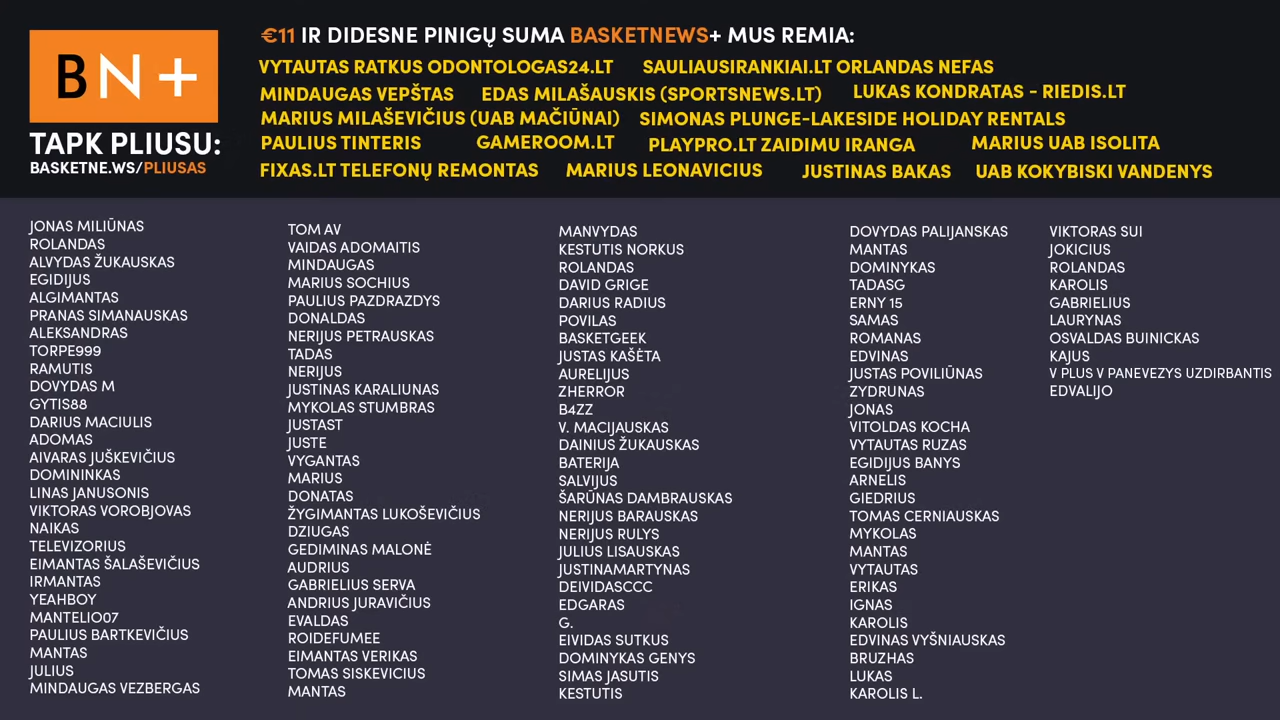 BN+
TAPK PLIUSU:
BASKETNE.WS/PLIUSAS
€11 IR DIDESNE PINIGŲ SUMA BASKETNEWS+ MUS REMIA:
VYTAUTAS RATKUS ODONTOLOGAS24.LT SAULIAUSIRANKIAI.LT ORLANDAS NEFAS
MINDAUGAS VEPŠTAS EDAS MILAŠAUSKIS (SPORTSNEWS.LT) LUKAS KONDRATAS - RIEDIS.LT
MARIUS MILAŠEVIČIUS (UAB MAČIŪNAI) SIMONAS PLUNGE-LAKESIDE HOLIDAY RENTALS
PAULIUS TINTERIS GAMEROOM.LT PLAYPRO.LT ZAIDIMU IRANGA MARIUS UAB ISOLITA
FIXAS.LT TELEFONŲ REMONTAS MARIUS LEONAVICIUS JUSTINAS BAKAS UAB KOKYBISKI VANDENYS
JONAS MILIŪNAS
ROLANDAS
ALVYDAS ŽUKAUSKAS
EGIDIJUS
ALGIMANTAS
PRANAS SIMANAUSKAS
ALEKSANDRAS
TORPE999
RAMUTIS
DOVYDAS M
GYTIS88
DARIUS MACIULIS
ADOMAS
AIVARAS JUŠKEVIČIUS
DOMININKAS
LINAS JANUSONIS
VIKTORAS VOROBJOVAS
NAIKAS
TELEVIZORIUS
EIMANTAS ŠALAŠEVIČIUS
IRMANTAS
YEAHBOY
MANTELIO07
PAULIUS BARTKEVIČIUS
MANTAS
JULIUS
MINDAUGAS VEZBERGAS
TOM AV
VAIDAS ADOMAITIS
MINDAUGAS
MARIUS SOCHIUS
PAULIUS PAZDRAZDYS
DONALDAS
NERIJUS PETRAUSKAS
TADAS
NERIJUS
JUSTINAS KARALIUNAS
MYKOLAS STUMBRAS
JUSTAST
JUSTE
VYGANTAS
MARIUS
DONATAS
ŽYGIMANTAS LUKOŠEVIČIUS
DZIUGAS
GEDIMINAS MALONĖ
AUDRIUS
GABRIELIUS SERVA
ANDRIUS JURAVIČIUS
EVALDAS
ROIDEFUMEE
EIMANTAS VERIKAS
TOMAS SISKEVICIUS
MANTAS
MANVYDAS
KESTUTIS NORKUS
ROLANDAS
DAVID GRIGE
DARIUS RADIUS
POVILAS
BASKETGEEK
JUSTAS KAŠĖTA
AURELIJUS
ZHERROR
B4ZZ
V. MACIJAUSKAS
DAINIUS ŽUKAUSKAS
BATERIJA
SALVIJUS
ŠARŪNAS DAMBRAUSKAS
NERIJUS BARAUSKAS
NERIJUS RULYS
JULIUS LISAUSKAS
JUSTINAMARTYNAS
DEIVIDASCCC
EDGARAS
G.
EIVIDAS SUTKUS
DOMINYKAS GENYS
SIMAS JASUTIS
KESTUTIS
DOVYDAS PALIJANSKAS
MANTAS
DOMINYKAS
TADASG
ERNY 15
SAMAS
ROMANAS
EDVINAS
JUSTAS POVILIŪNAS
ZYDRUNAS
JONAS
VITOLDAS KOCHA
VYTAUTAS RUZAS
EGIDIJUS BANYS
ARNELIS
GIEDRIUS
TOMAS CERNIAUSKAS
MYKOLAS
MANTAS
VYTAUTAS
ERIKAS
IGNAS
KAROLIS
EDVINAS VYŠNIAUSKAS
BRUZHAS
LUKAS
KAROLIS L.
VIKTORAS SUI
JOKICIUS
ROLANDAS
KAROLIS
GABRIELIUS
LAURYNAS
OSVALDAS BUINICKAS
KAJUS
V PLUS V PANEVEZYS UZDIRBANTIS
EDVALIJO